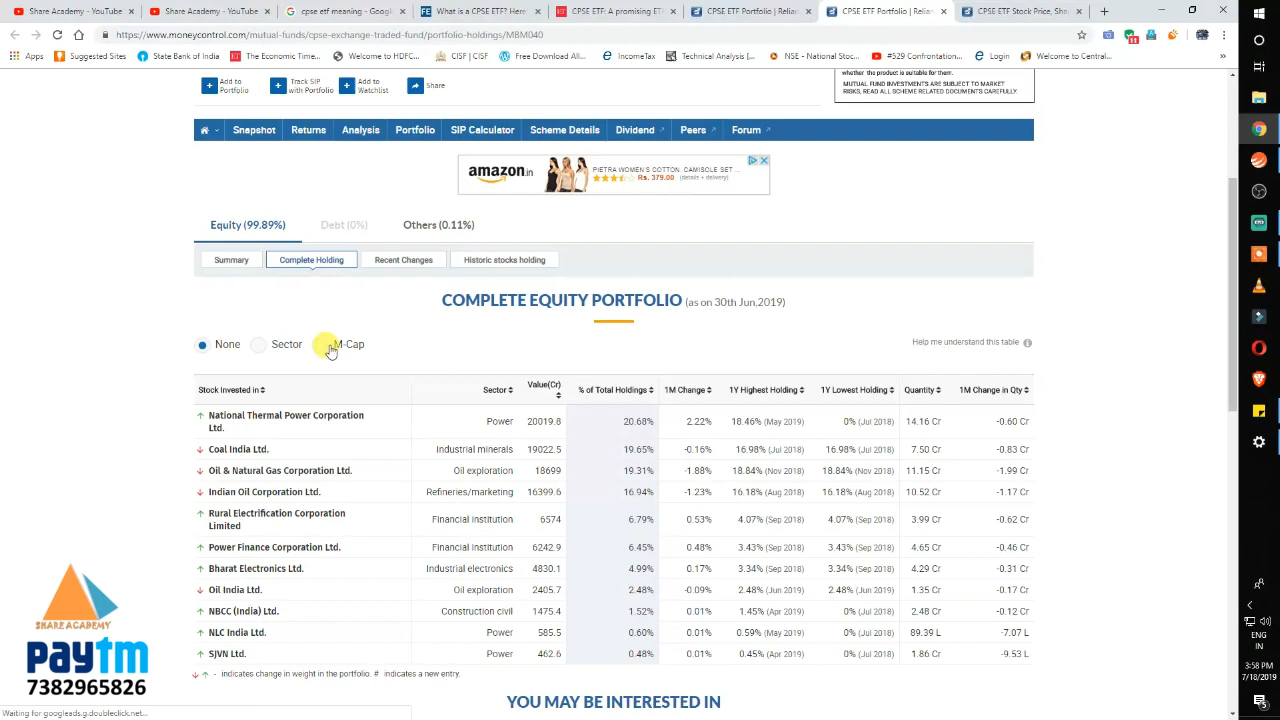 Share Academy - YouTube
Share Academy - YouTube
cpse etf meaning - Google
What is a CPSE ETF? Here
CPSE ETF: A promising ET
CPSE ETF Portfolio | Relia
CPSE ETF Portfolio | Relian
CPSE ETF Stock Price, Sha
https://www.moneycontrol.com/mutual-funds/cpse-exchange-traded-fund/portfolio-holdings/MBM040
11
Apps
Suggested Sites
State Bank of India
The Economic Times
Welcome to HDFC...
CISF | CISF
Free Download All...
IncomeTax
Technical Analysis |...
NSE - National Stoc...
#529 Confrontation...
Login
Welcome to Central...
»
whether the product is suitable for them.
MUTUAL FUND INVESTMENTS ARE SUBJECT TO MARKET
RISKS, READ ALL SCHEME RELATED DOCUMENTS CAREFULLY.
Add to
Portfolio
Track SIP
with Portfolio
Add to
Watchlist
Share
Snapshot Returns Analysis Portfolio SIP Calculator Scheme Details Dividend Peers Forum
amazon.in
PIETRA WOMEN'S COTTON. CAMISOLE SET ...
Rs. 379.00 (details + delivery)
Equity (99.89%) Debt (0%) Others (0.11%)
Summary Complete Holding Recent Changes Historic stocks holding
COMPLETE EQUITY PORTFOLIO (as on 30th Jun,2019)
None Sector M-Cap
Help me understand this table
Stock Invested in Sector Value(Cr) % of Total Holdings 1M Change 1Y Highest Holding 1Y Lowest Holding Quantity 1M Change in Qty
National Thermal Power Corporation Ltd. Power 20019.8 20.68% 2.22% 18.46% (May 2019) 0% (Jul 2018) 14.16 Cr -0.60 Cr
Coal India Ltd. Industrial minerals 19022.5 19.65% -0.16% 16.98% (Jul 2018) 16.98% (Jul 2018) 7.50 Cr -0.83 Cr
Oil & Natural Gas Corporation Ltd. Oil exploration 18699 19.31% -1.88% 18.84% (Nov 2018) 18.84% (Nov 2018) 11.15 Cr -1.99 Cr
Indian Oil Corporation Ltd. Refineries/marketing 16399.6 16.94% -1.23% 16.18% (Aug 2018) 16.18% (Aug 2018) 10.52 Cr -1.17 Cr
Rural Electrification Corporation Limited Financial Institution 6574 6.79% 0.53% 4.07% (Sep 2018) 4.07% (Sep 2018) 3.99 Cr -0.62 Cr
Power Finance Corporation Ltd. Financial Institution 6242.9 6.45% 0.48% 3.43% (Sep 2018) 3.43% (Sep 2018) 4.65 Cr -0.46 Cr
Bharat Electronics Ltd. Industrial electronics 4830.1 4.99% 0.17% 3.34% (Sep 2018) 3.34% (Sep 2018) 4.29 Cr -0.31 Cr
Oil India Ltd. Oil exploration 2405.7 2.48% -0.09% 2.48% (Jun 2019) 2.48% (Jun 2019) 1.35 Cr -0.17 Cr
NBCC (India) Ltd. Construction civil 1475.4 1.52% 0.01% 1.45% (Apr 2019) 0% (Jul 2018) 2.48 Cr -0.12 Cr
NLC India Ltd. Power 585.5 0.60% 0.01% 0.59% (May 2019) 0% (Jul 2018) 89.39 L -7.07 L
SJVN Ltd. Power 462.6 0.48% 0.01% 0.45% (Apr 2019) 0% (Jul 2018) 1.86 Cr -9.53 L
- indicates change in weight in the portfolio. # indicates a new entry.
YOU MAY BE INTERESTED IN
SHARE ACADEMY
paytm
7382965826
Waiting for googleads.g.doubleclick.net...
ENG
IN
3:58 PM
7/18/2019
5